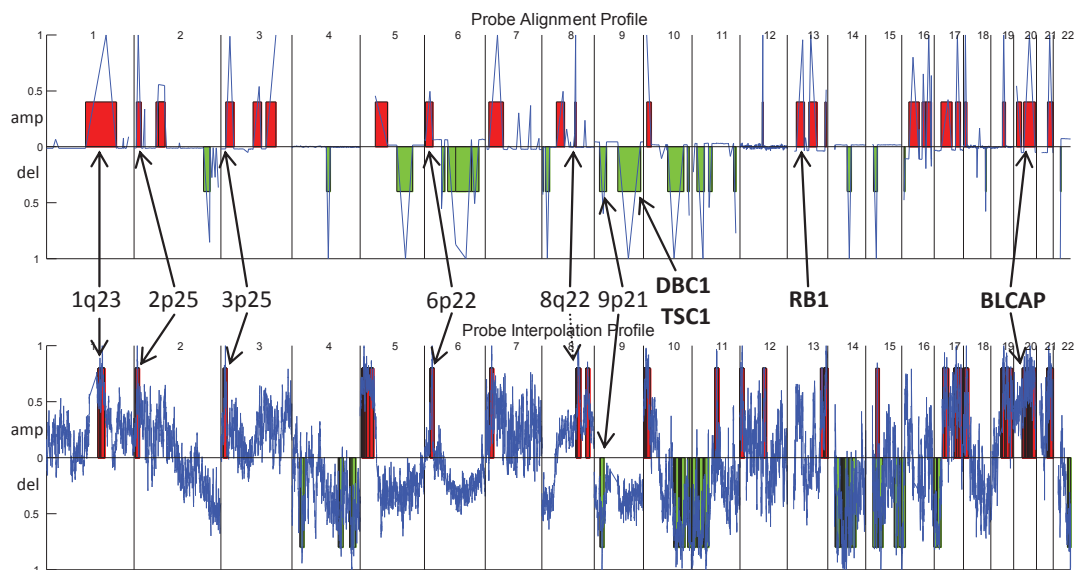 Probe Alignment Profile
1 2 3 4 5 6 7 8 9 10 11 12 13 14 15 16 17 18 19 20 21 22
1
0.5
amp
0
del
0.5
1
1q23 2p25 3p25 6p22 8q22 9p21 DBC1 RB1 BLCAP
TSC1
Probe Interpolation Profile
1 2 3 4 5 6 7 8 9 10 11 12 13 14 15 16 17 18 19 20 21 22
1
0.5
amp
0
del
0.5
1